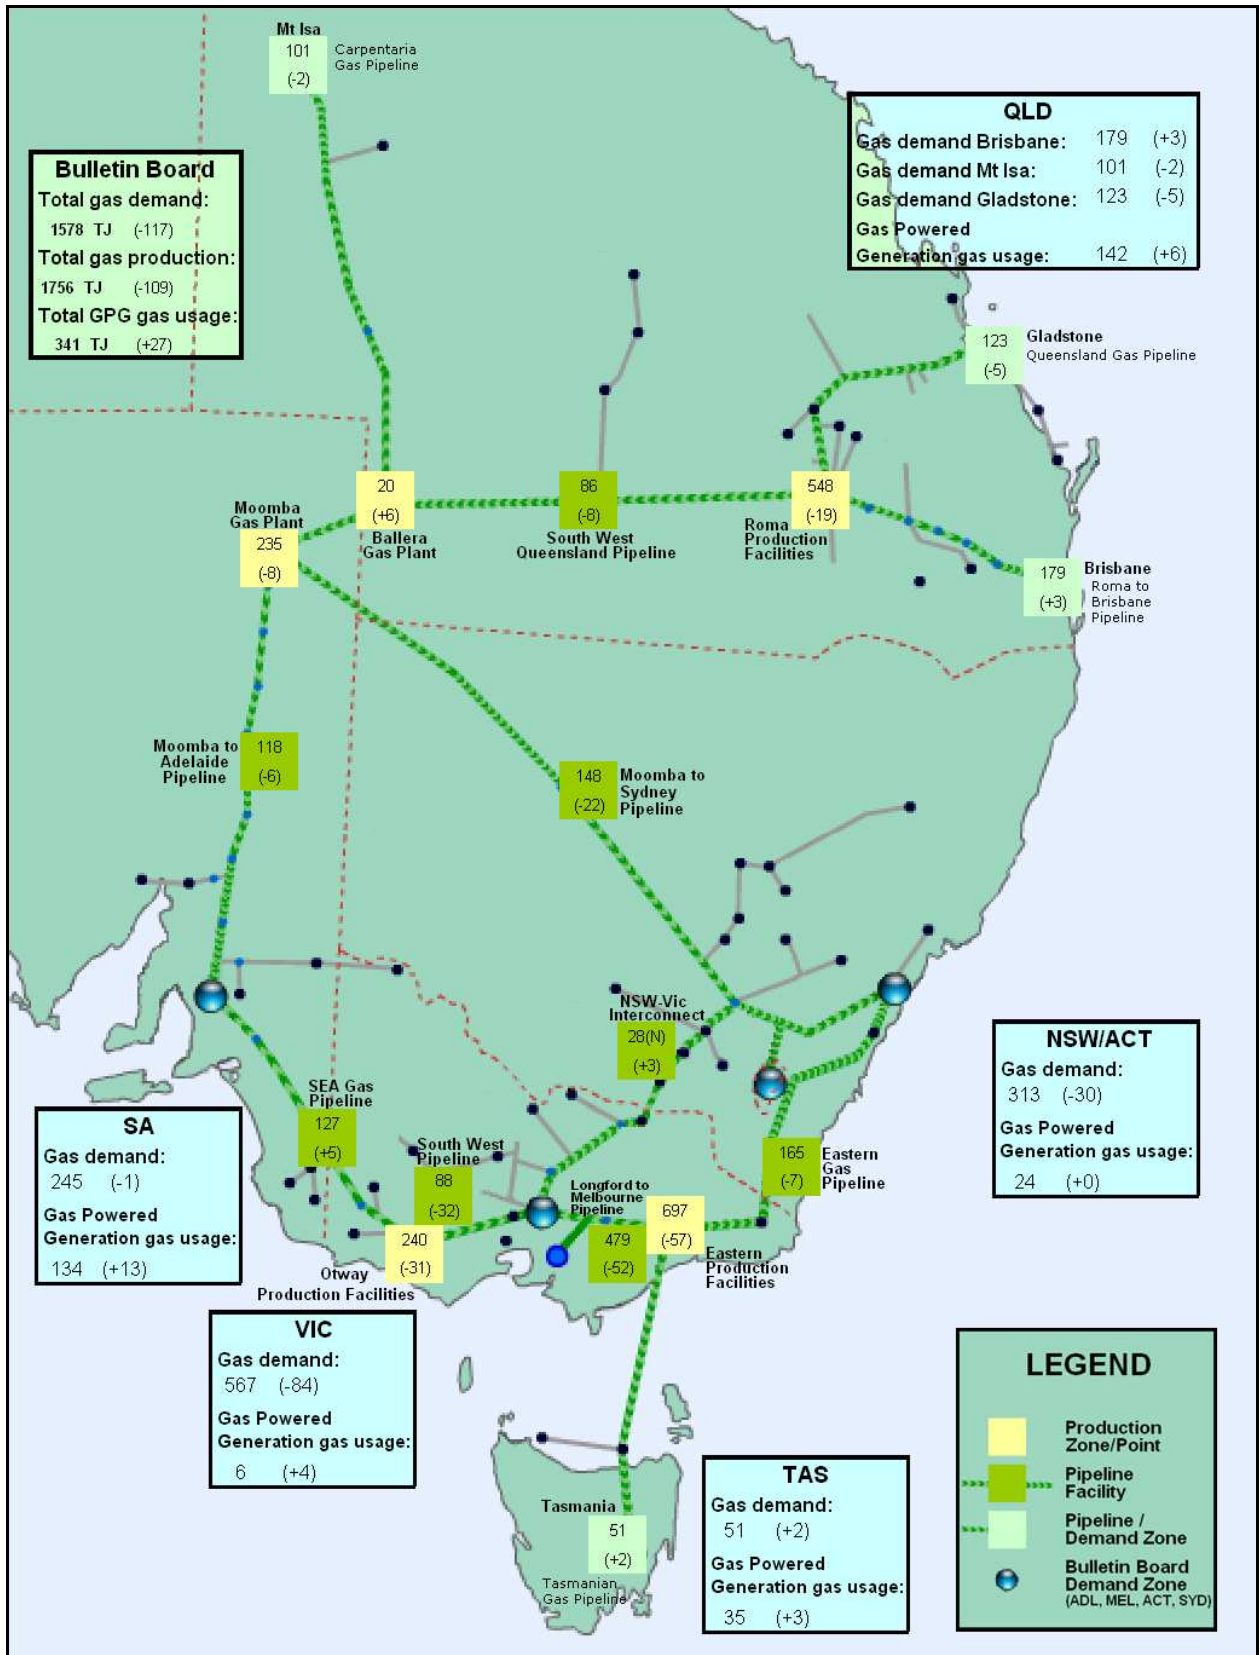 Mt Isa
101
(-2)
Carpentaria
Gas Pipeline
Bulletin Board
Total gas demand:
1578 TJ (-117)
Total gas production:
1756 TJ (-109)
Total GPG gas usage:
341 TJ (+27)
QLD
Gas demand Brisbane: 179 (+3)
Gas demand Mt Isa: 101 (-2)
Gas demand Gladstone: 123 (-5)
Gas Powered
Generation gas usage: 142 (+6)
123
(-5)
Gladstone
Queensland Gas Pipeline
Moomba
Gas Plant
235
(-8)
20
(+6)
Ballera
Gas Plant
86
(-8)
South West
Queensland Pipeline
548
(-19)
Roma
Production
Facilities
179
(+3)
Brisbane
Roma to
Brisbane
Pipeline
Moomba to
Adelaide
Pipeline
118
(-6)
148
(-22)
Moomba to
Sydney
Pipeline
NSW-Vic
Interconnect
28(N)
(+3)
NSW/ACT
Gas demand:
313 (-30)
Gas Powered
Generation gas usage:
24 (+0)
SEA Gas
Pipeline
127
(+5)
SA
Gas demand:
245 (-1)
Gas Powered
Generation gas usage:
134 (+13)
South West
Pipeline
88
(-32)
Longford to
Melbourne
Pipeline
479
(-52)
697
(-57)
Eastern
Production
Facilities
165
(-7)
Eastern
Gas
Pipeline
240
(-31)
Otway
Production Facilities
VIC
Gas demand:
567 (-84)
Gas Powered
Generation gas usage:
6 (+4)
Tasmania
51
(+2)
Tasmanian
Gas Pipeline
TAS
Gas demand:
51 (+2)
Gas Powered
Generation gas usage:
35 (+3)
LEGEND
Production
Zone/Point
Pipeline
Facility
Pipeline /
Demand Zone
Bulletin Board
Demand Zone
(ADL, MEL, ACT, SYD)